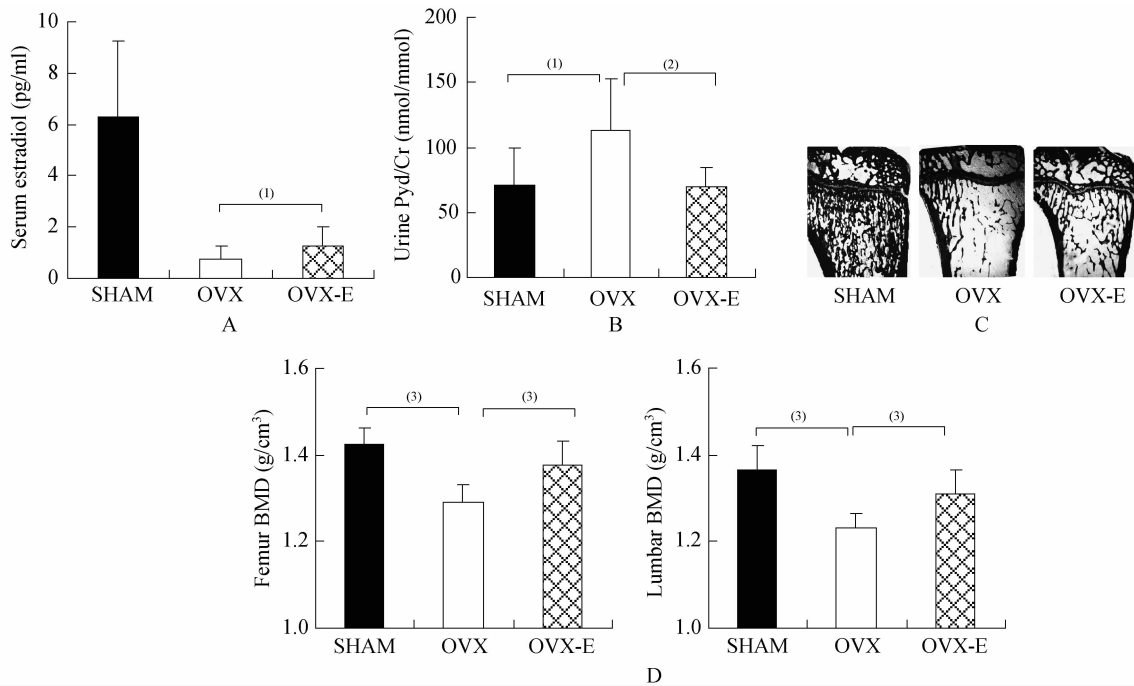 Serum estradiol (pg/ml)
10
8
6
4
2
0
(1)
SHAM OVX OVX-E
A
Urine Pyd/Cr (nmol/mmol)
200
150
100
50
0
(1) (2)
SHAM OVX OVX-E
B
SHAM OVX OVX-E
C
Femur BMD (g/cm³)
1.6
1.4
1.2
1.0
(3) (3)
SHAM OVX OVX-E
Lumbar BMD (g/cm³)
1.6
1.4
1.2
1.0
(3) (3)
SHAM OVX OVX-E
D